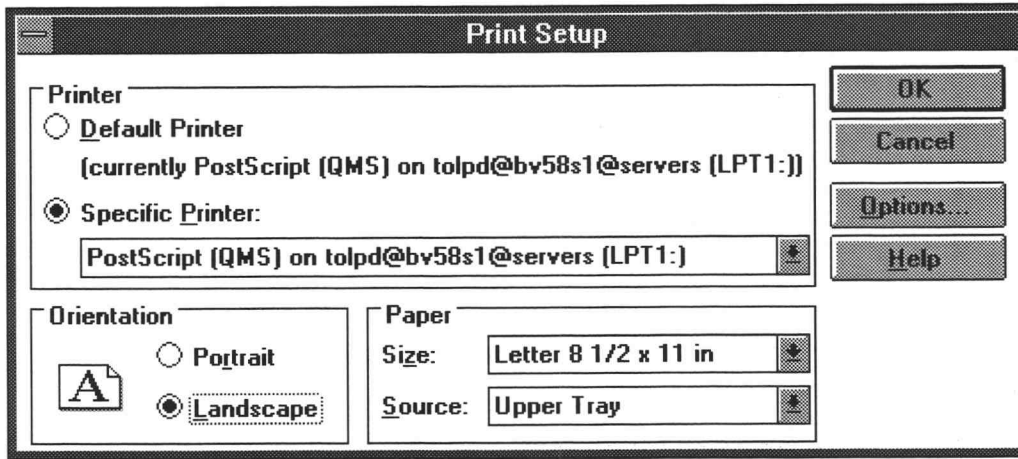 Print Setup
Printer
Default Printer
(currently PostScript (QMS) on tolpd@bv58s1@servers (LPT1:))
Specific Printer:
PostScript (QMS) on tolpd@bv58s1@servers (LPT1:)
OK
Cancel
Options...
Help
Orientation
A
Portrait
Landscape
Paper
Size: Letter 8 1/2 x 11 in
Source: Upper Tray